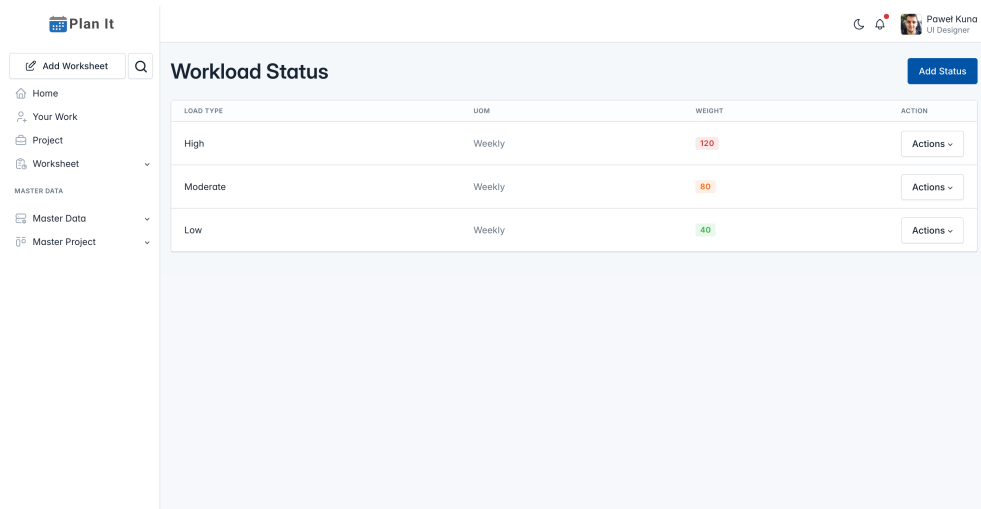 Plan It
Paweł Kuna
UI Designer
Add Worksheet
Home
Your Work
Project
Worksheet
MASTER DATA
Master Data
Master Project
Workload Status
Add Status
LOAD TYPE UOM WEIGHT ACTION
High Weekly 120 Actions
Moderate Weekly 80 Actions
Low Weekly 40 Actions